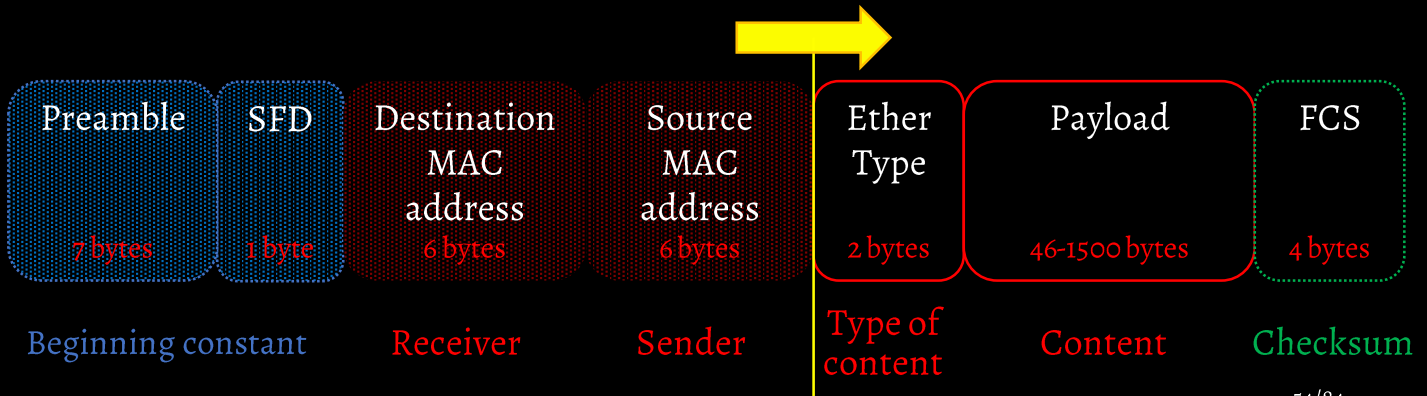 Preamble
7 bytes
SFD
1 byte
Destination
MAC
address
6 bytes
Source
MAC
address
6 bytes
Ether
Type
2 bytes
Payload
46-1500 bytes
FCS
4 bytes
Beginning constant
Receiver
Sender
Type of
content
Content
Checksum